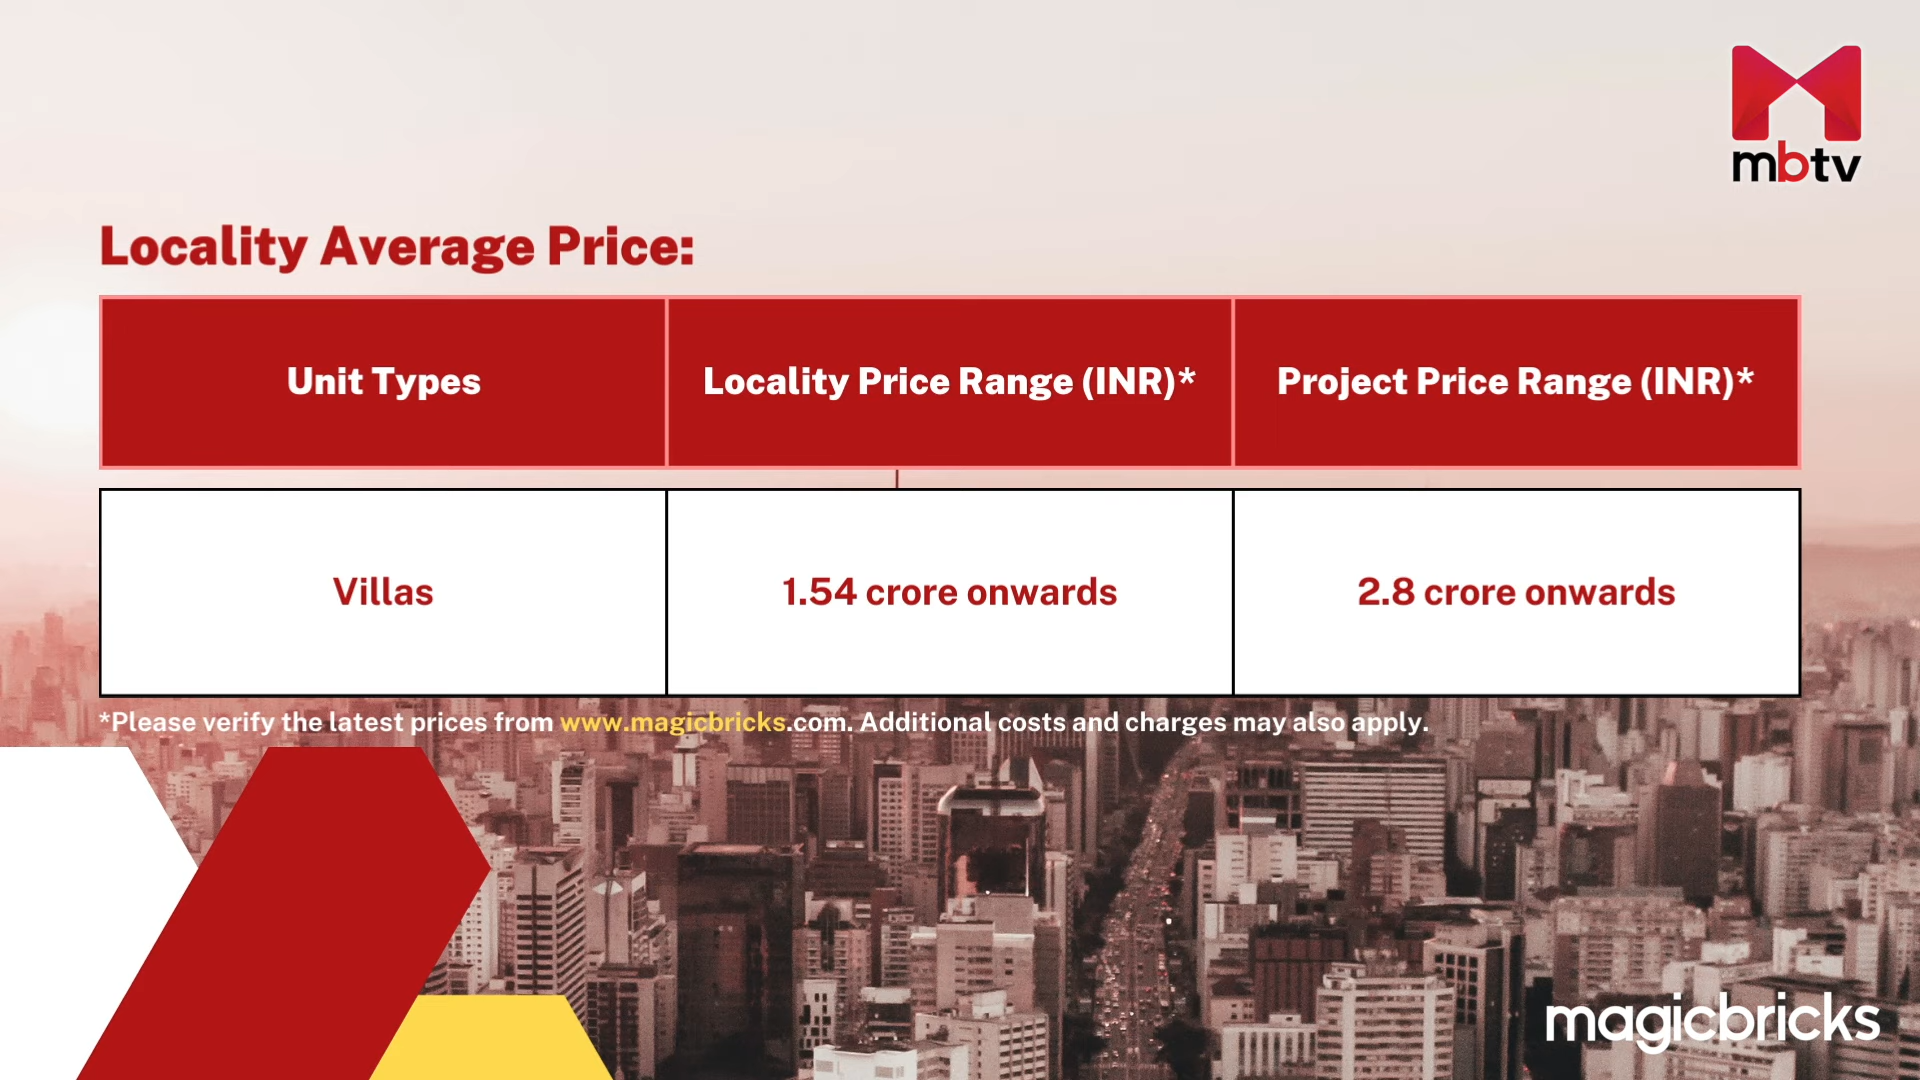 mbtv
Locality Average Price:
Unit Types
Locality Price Range (INR)*
Project Price Range (INR)*
Villas
1.54 crore onwards
2.8 crore onwards
*Please verify the latest prices from www.magicbricks.com. Additional costs and charges may also apply.
magicbricks